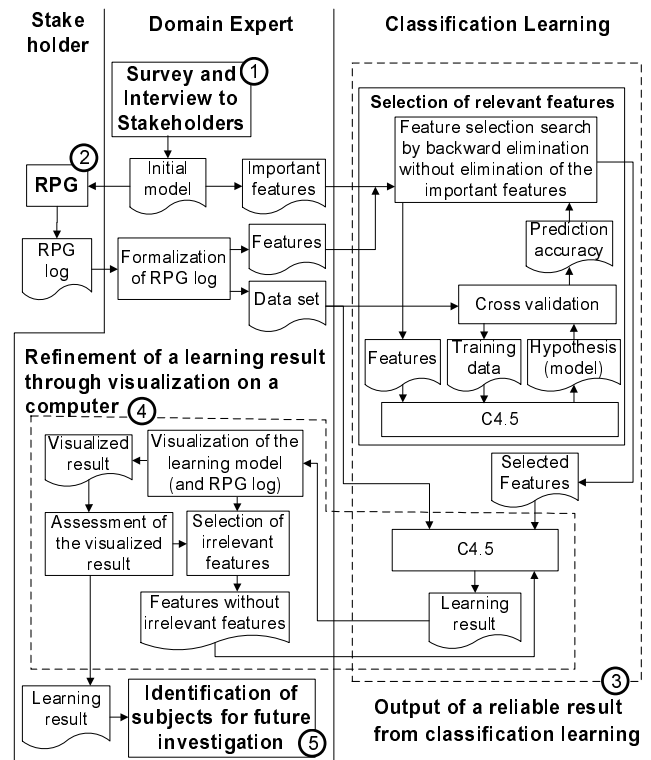 Stake
holder
Domain Expert
Classification Learning
Survey and
Interview to
Stakeholders
1
2
RPG
Initial
model
Important
features
RPG
log
Formalization
of RPG log
Features
Data set
Selection of relevant features
Feature selection search
by backward elimination
without elimination of the
important features
Prediction
accuracy
Cross validation
Features
Training
data
Hypothesis
(model)
C4.5
Selected
Features
Refinement of a learning result
through visualization on a
computer
4
Visualized
result
Visualization of the
learning model
(and RPG log)
Assessment of
the visualized
result
Selection of
irrelevant
features
Features without
irrelevant features
C4.5
Learning
result
3
Output of a reliable result
from classification learning
Learning
result
Identification of
subjects for future
investigation
5